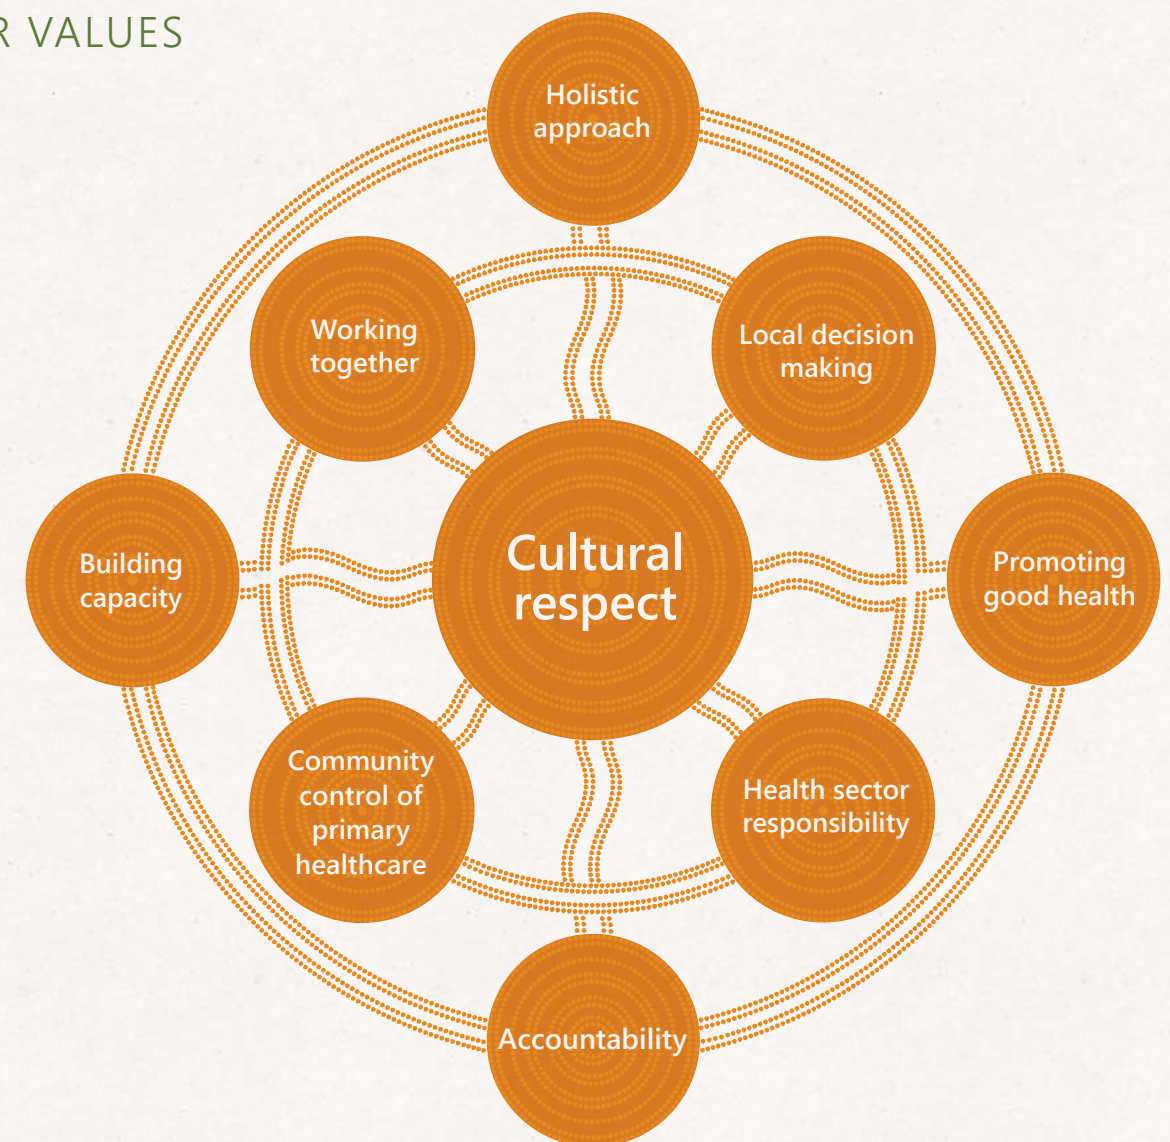 R VALUES
Holistic
approach
Working
together
Local decision
making
Building
capacity
Cultural
respect
Promoting
good health
Community
control of
primary
healthcare
Health sector
responsibility
Accountability